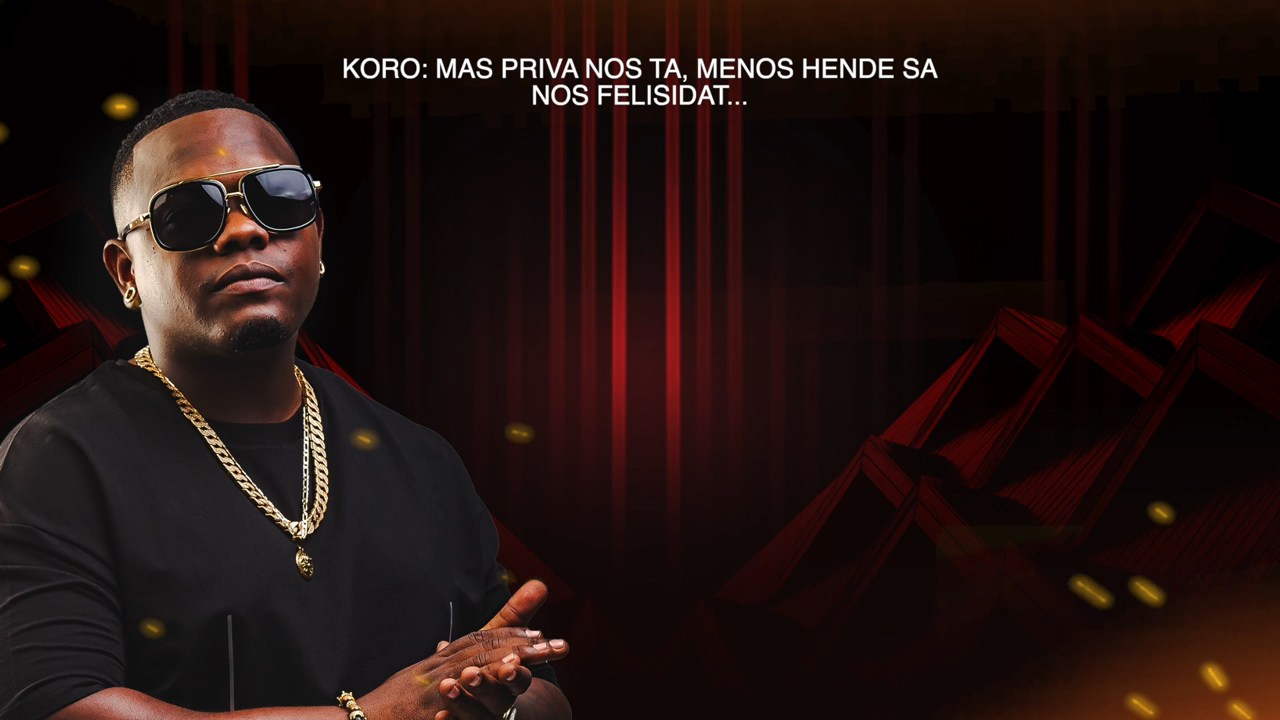 KORO: MAS PRIVA NOS TA, MENOS HENDE SA
NOS FELISIDAT...